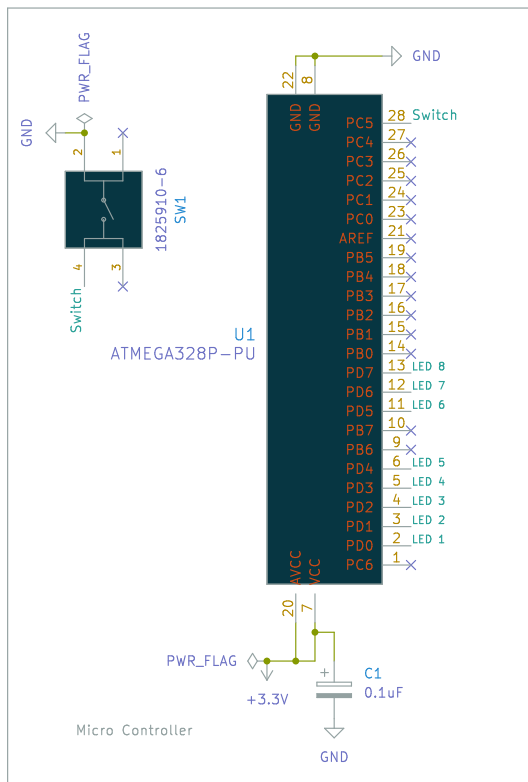 PWR_FLAG
GND
2
1
1825910-6
SW1
4
3
Switch
22
8
GND
GND
GND
U1
ATMEGA328P-PU
PC5 28 Switch
PC4 27
PC3 26
PC2 25
PC1 24
PC0 23
AREF 21
PB5 19
PB4 18
PB3 17
PB2 16
PB1 15
PB0 14
PD7 13 LED 8
PD6 12 LED 7
PD5 11 LED 6
PB7 10
PB6 9
PD4 6 LED 5
PD3 5 LED 4
PD2 4 LED 3
PD1 3 LED 2
PD0 2 LED 1
PC6 1
AVCC
VCC
20
7
PWR_FLAG
+3.3V
+
C1
0.1uF
GND
Micro Controller